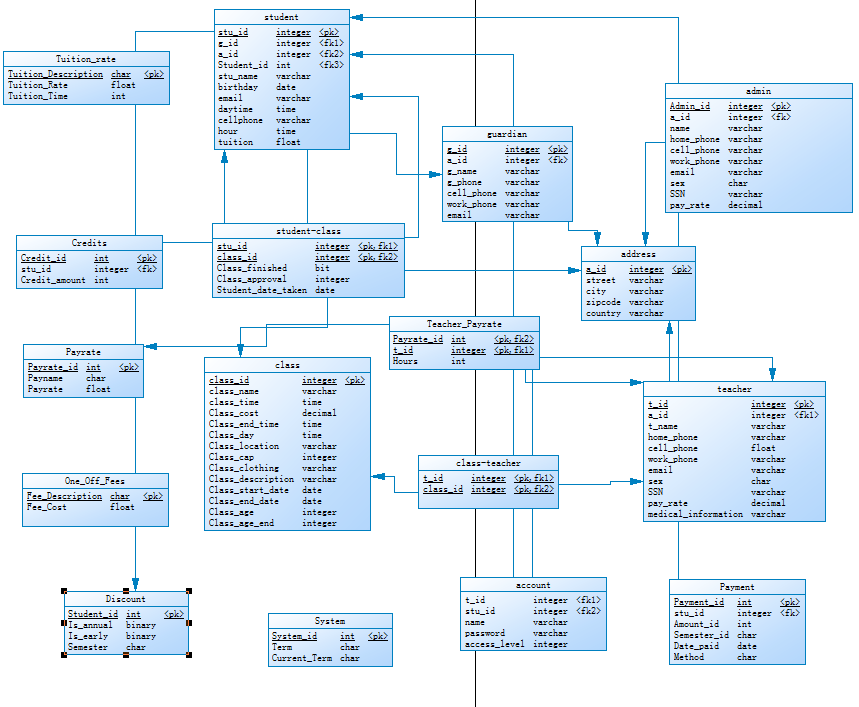 student
stu_id integer <pk>
g_id integer <fk1>
a_id integer <fk2>
Student_id int <fk3>
stu_name varchar
birthday date
email varchar
daytime time
cellphone varchar
hour time
tuition float
Tuition_rate
Tuition_Description char <pk>
Tuition_Rate float
Tuition_Time int
admin
Admin_id integer <pk>
a_id integer <fk>
name varchar
home_phone varchar
cell_phone varchar
work_phone varchar
email varchar
sex char
SSN varchar
pay_rate decimal
guardian
g_id integer <pk>
a_id integer <fk>
g_name varchar
g_phone varchar
cell_phone varchar
work_phone varchar
email varchar
student-class
stu_id integer <pk,fk1>
class_id integer <pk,fk2>
Class_finished bit
Class_approval integer
Student_date_taken date
Credits
Credit_id int <pk>
stu_id integer <fk>
Credit_amount int
address
a_id integer <pk>
street varchar
city varchar
zipcode varchar
country varchar
Teacher_Payrate
Payrate_id int <pk,fk2>
t_id integer <pk,fk1>
Hours int
Payrate
Payrate_id int <pk>
Payname char
Payrate float
class
class_id integer <pk>
class_name varchar
class_time time
Class_cost decimal
Class_end_time time
Class_day time
Class_location varchar
Class_cap integer
Class_clothing varchar
Class_description varchar
Class_start_date date
Class_end_date date
Class_age integer
Class_age_end integer
teacher
t_id integer <pk>
a_id integer <fk1>
t_name varchar
home_phone varchar
cell_phone float
work_phone varchar
email varchar
sex char
SSN varchar
pay_rate decimal
medical_information varchar
class-teacher
t_id integer <pk,fk1>
class_id integer <pk,fk2>
One_Off_Fees
Fee_Description char <pk>
Fee_Cost float
Discount
Student_id int <pk>
Is_annual binary
Is_early binary
Semester char
System
System_id int <pk>
Term char
Current_Term char
account
t_id integer <fk1>
stu_id integer <fk2>
name varchar
password varchar
access_level integer
Payment
Payment_id int <pk>
stu_id integer <fk>
Amount_id int
Semester_id char
Date_paid date
Method char